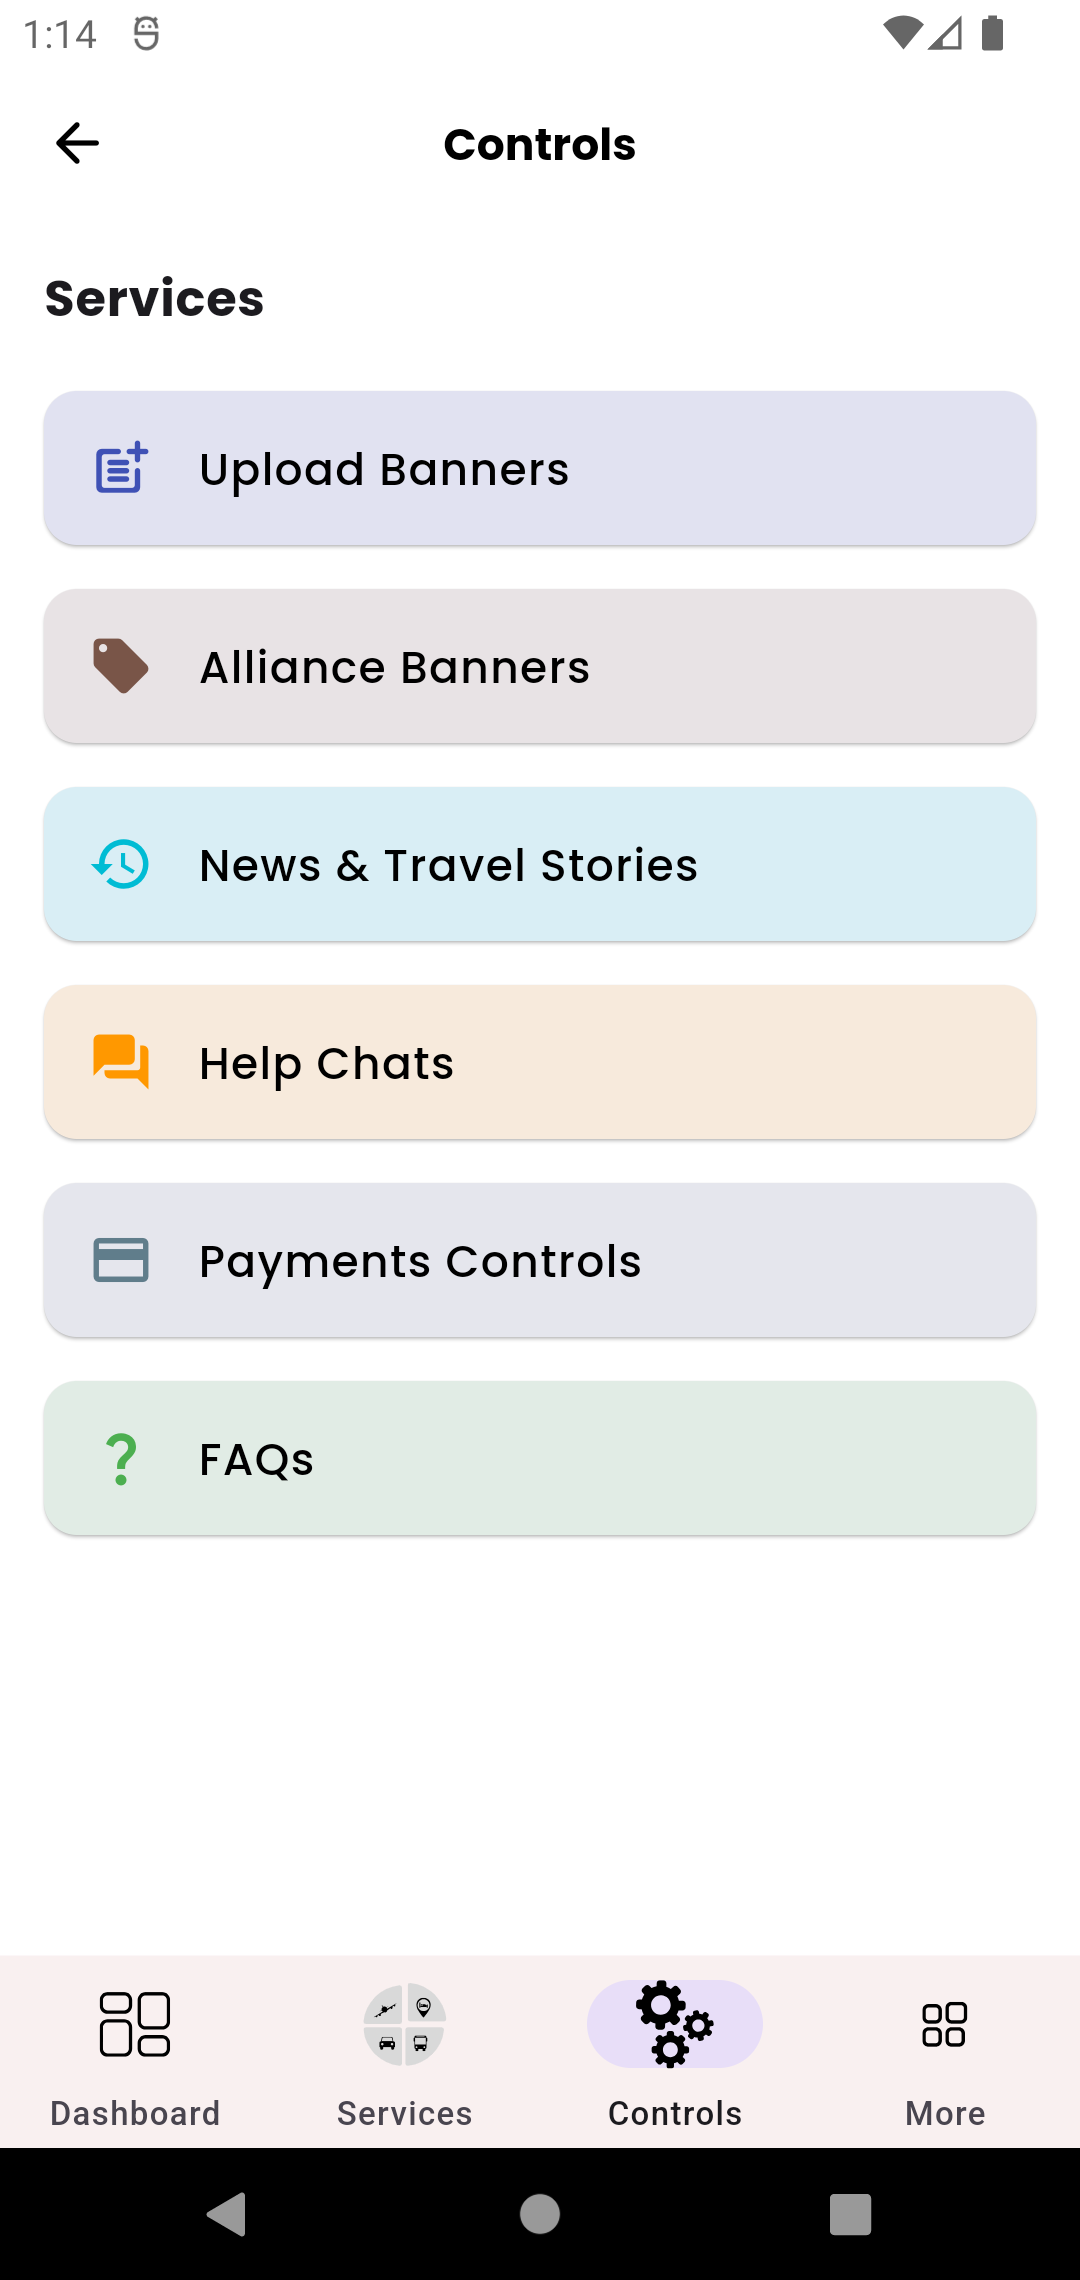 1:14
Controls
Services
Upload Banners
Alliance Banners
News & Travel Stories
Help Chats
Payments Controls
FAQs
Dashboard
Services
Controls
More